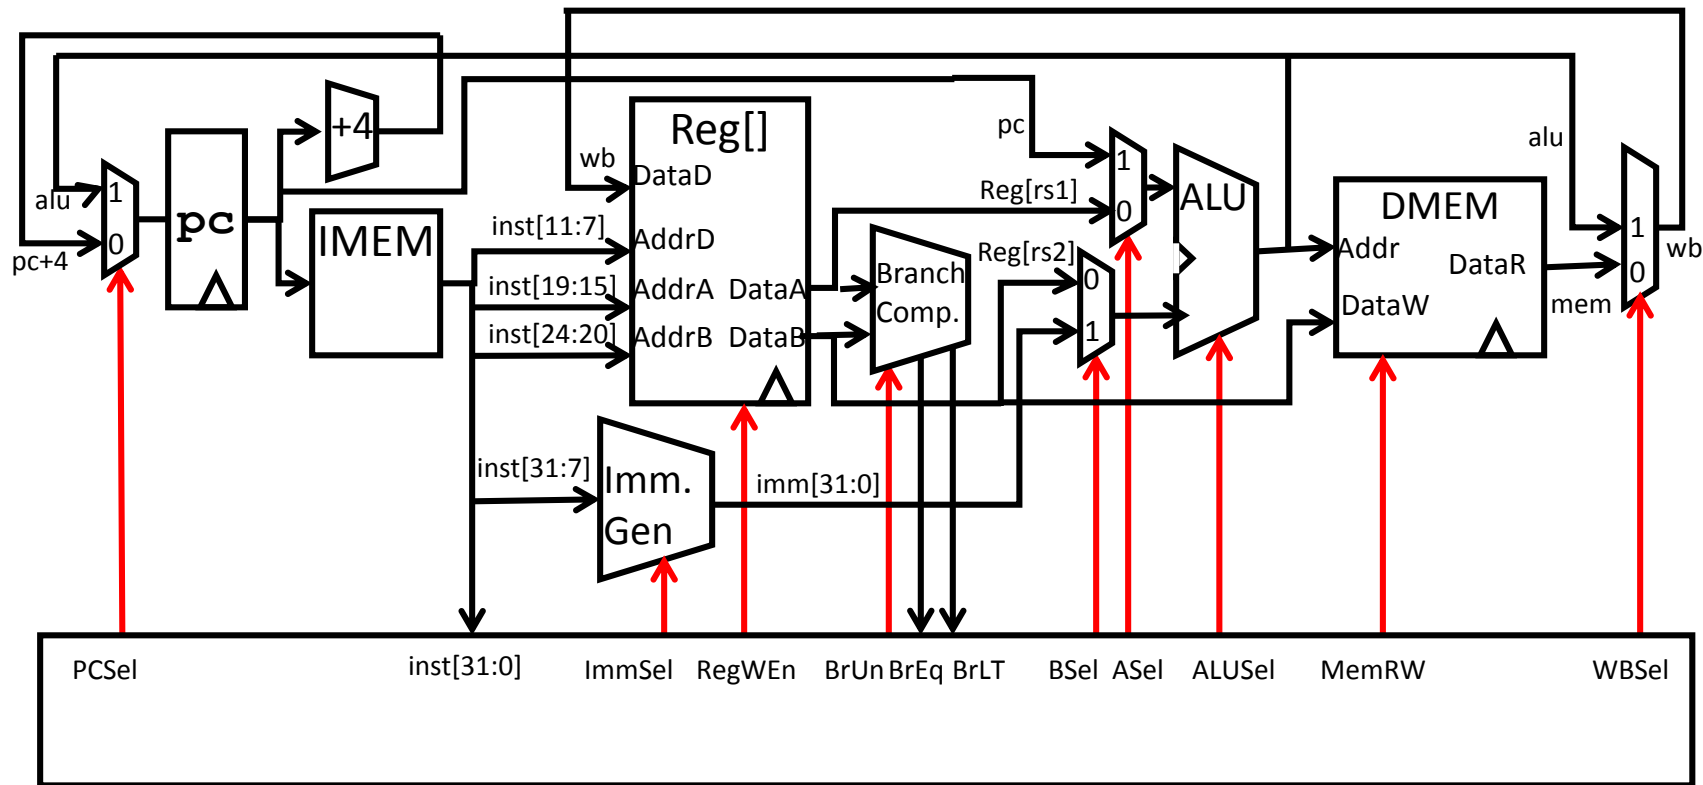 +4
Reg[]
pc
alu
wb
DataD
1
1
alu
Reg[rs1]
ALU
DMEM
pc
IMEM
inst[11:7]
AddrD
0
1
0
pc+4
Reg[rs2]
Addr
wb
Branch
Comp.
0
DataR
0
inst[19:15]
AddrA
DataA
mem
DataW
inst[24:20]
AddrB
DataB
1
inst[31:7]
Imm.
Gen
imm[31:0]
PCSel
inst[31:0]
ImmSel
RegWEn
BrUn
BrEq
BrLT
BSel
ASel
ALUSel
MemRW
WBSel